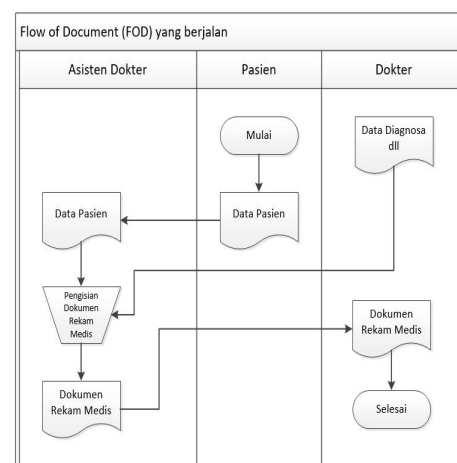 Flow of Document (FOD) yang berjalan
Asisten Dokter
Pasien
Dokter
Mulai
Data Diagnosa
dll
Data Pasien
Data Pasien
Pengisian
Dokumen
Rekam
Medis
Dokumen
Rekam Medis
Dokumen
Rekam Medis
Selesai